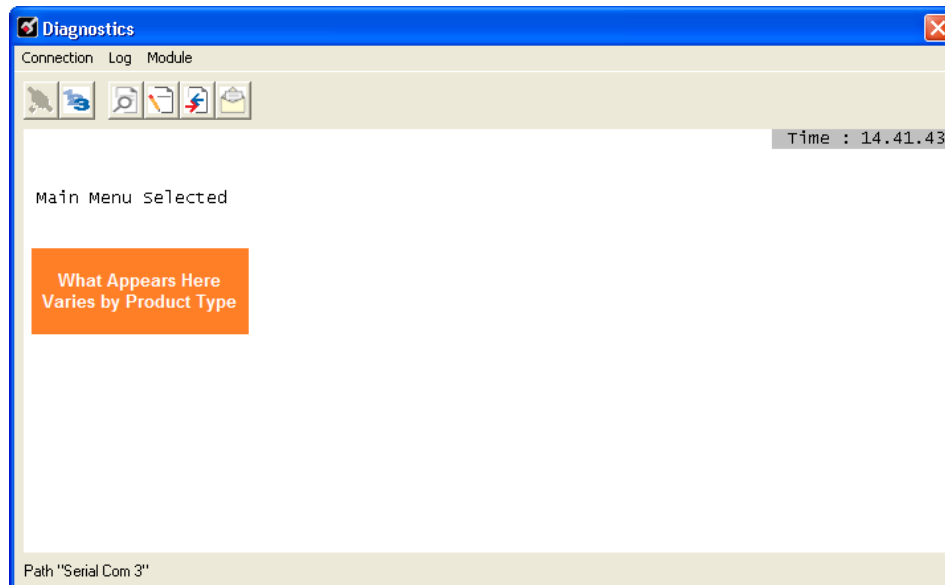 Diagnostics
Connection Log Module
Time : 14.41.43
Main Menu Selected
What Appears Here
Varies by Product Type
Path "Serial Com 3"